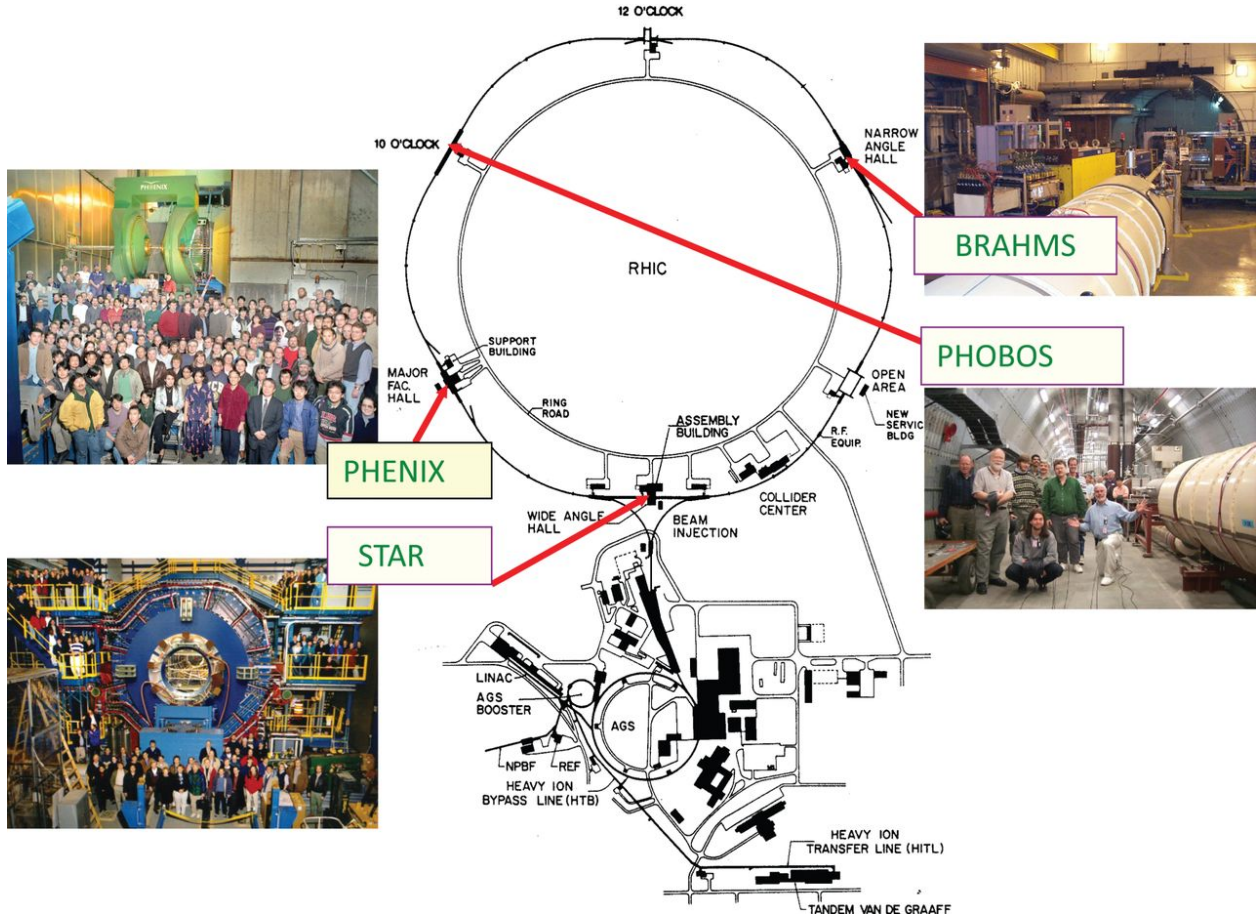 12 O'CLOCK
10 O'CLOCK
NARROW
ANGLE
HALL
BRAHMS
PHENIX
RHIC
PHOBOS
SUPPORT
BUILDING
MAJOR
FAC.
HALL
OPEN
AREA
RING
ROAD
ASSEMBLY
BUILDING
NEW
SERVIC
BLDG
R.F.
EQUIP.
PHENIX
COLLIDER
CENTER
WIDE ANGLE
HALL
BEAM
INJECTION
STAR
LINAC
AGS
BOOSTER
AGS
NPBF
REF
HEAVY ION
BYPASS LINE (HTB)
HEAVY ION
TRANSFER LINE (HITL)
TANDEM VAN DE GRAAFF